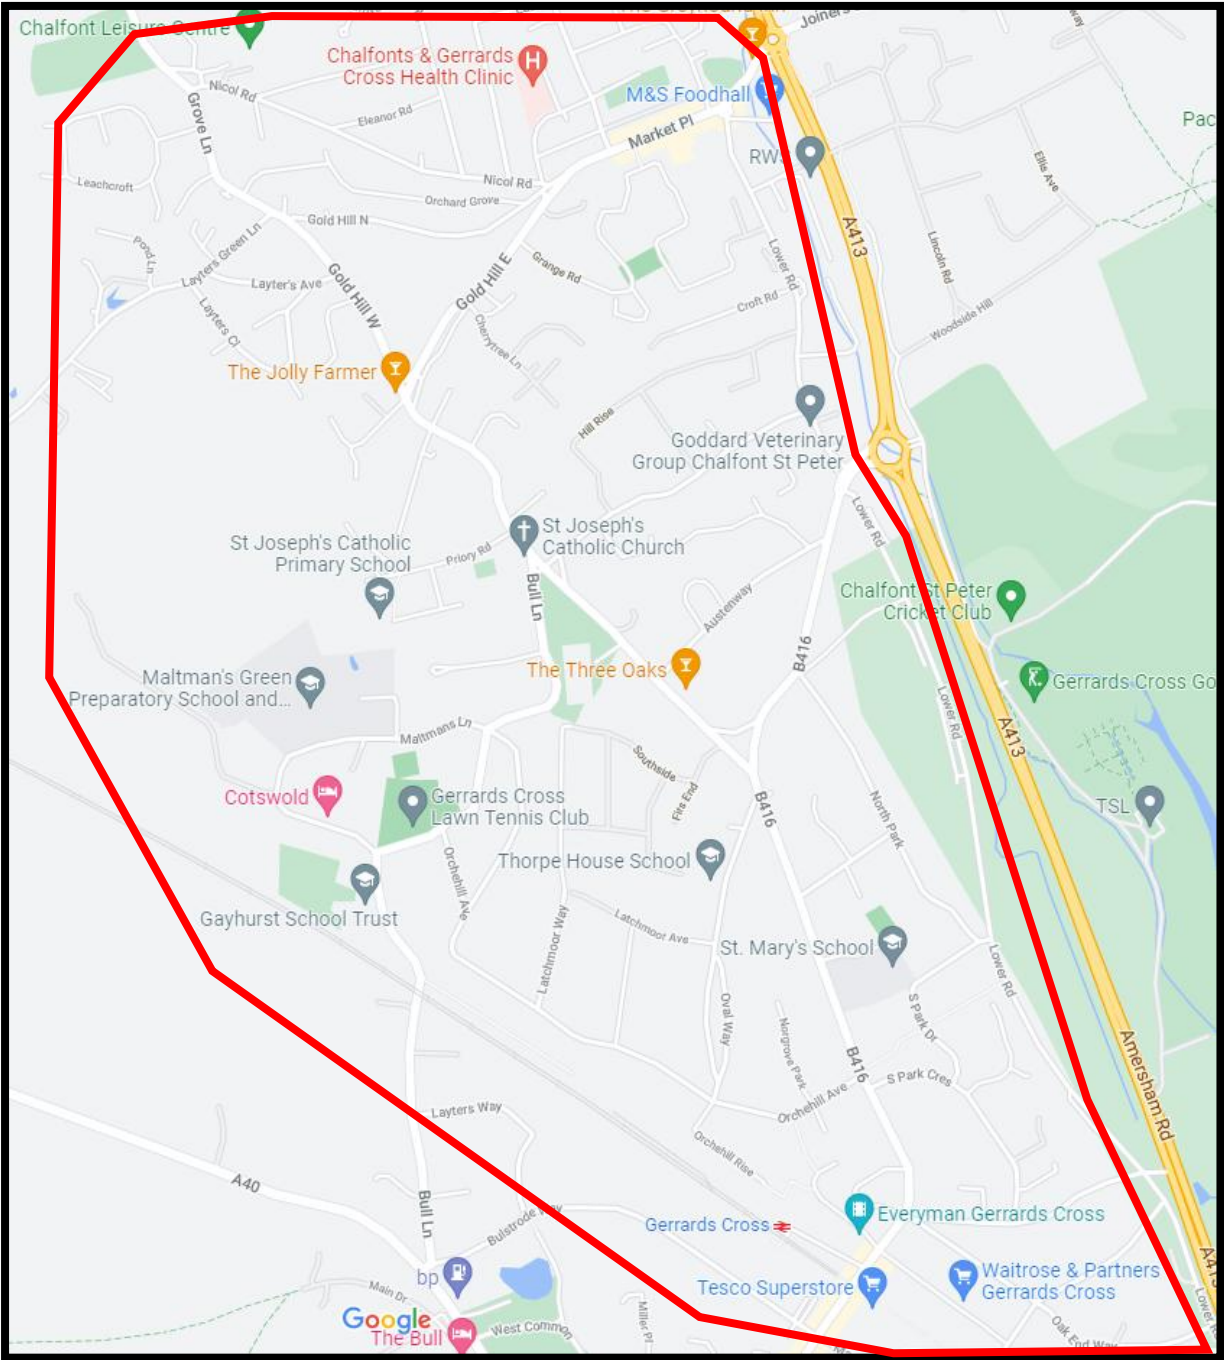 Chalfont Leisure Centre
Joiners
way
Chalfonts & Gerrards
Cross Health Clinic
M&S Foodhall
Nicol Rd
Eleanor Rd
Grove Ln
Market Pl
Pac
RWS
Ellis Ave
Leachcroft
Nicol Rd
Orchard Grove
Gold Hill N
A413
Pond Ln
Layters Green Ln
Lincoln Rd
Lower Rd
Grange Rd
Gold Hill E
Layter's Ave
Gold Hill W
Croft Rd
Layters Cl
Woodside Hill
Cherrytree Ln
The Jolly Farmer
Hill Rise
Goddard Veterinary
Group Chalfont St Peter
Lower Rd
St Joseph's
Catholic Church
St Joseph's Catholic
Primary School
Priory Rd
Bull Ln
Chalfont St Peter
Cricket Club
Austenway
B416
The Three Oaks
Maltman's Green
Preparatory School and...
Gerrards Cross Go
Lower Rd
A413
Maltmans Ln
Southside
Cotswold
Gerrards Cross
Lawn Tennis Club
Fits End
B416
North Park
TSL
Thorpe House School
Orchehill Ave
Gayhurst School Trust
Latchmoor Way
Latchmoor Ave
St. Mary's School
Lower Rd
Oval Way
S Park Dr
Norgrove Park
B416
S Park Cres
Orchehill Ave
Amersham Rd
Layters Way
Orchehill Rise
A40
Bull Ln
Bulstrode Way
Gerrards Cross
Everyman Gerrards Cross
bp
Tesco Superstore
Waitrose & Partners
Gerrards Cross
Main Dr
Google
The Bull
West Common
Miller Pl
Oak End Way
Lower R
A413